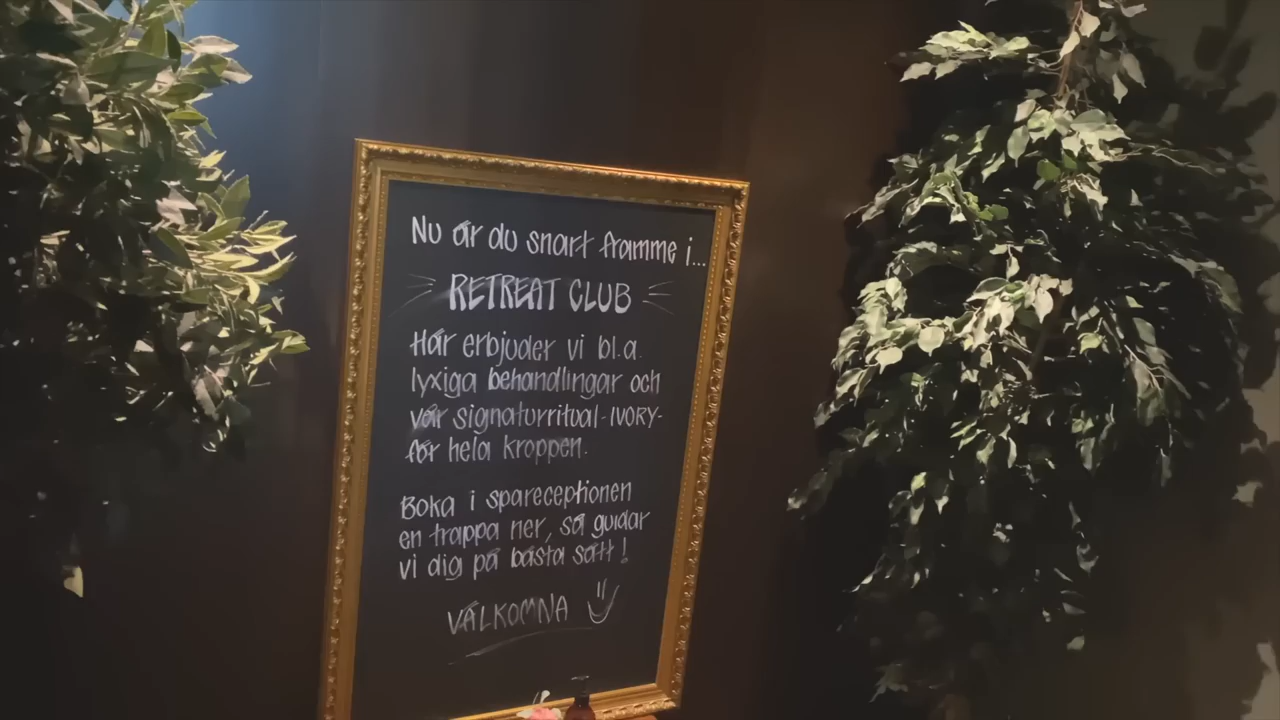 Nu är du snart framme i...
RETREAT CLUB
Här erbjuder vi bl.a.
lyxiga behandlingar och
vår signaturritual-IVORY-
för hela kroppen.
Boka i spareceptionen
en trappa ner, så guidar
vi dig på bästa sätt!
VÄLKOMNA